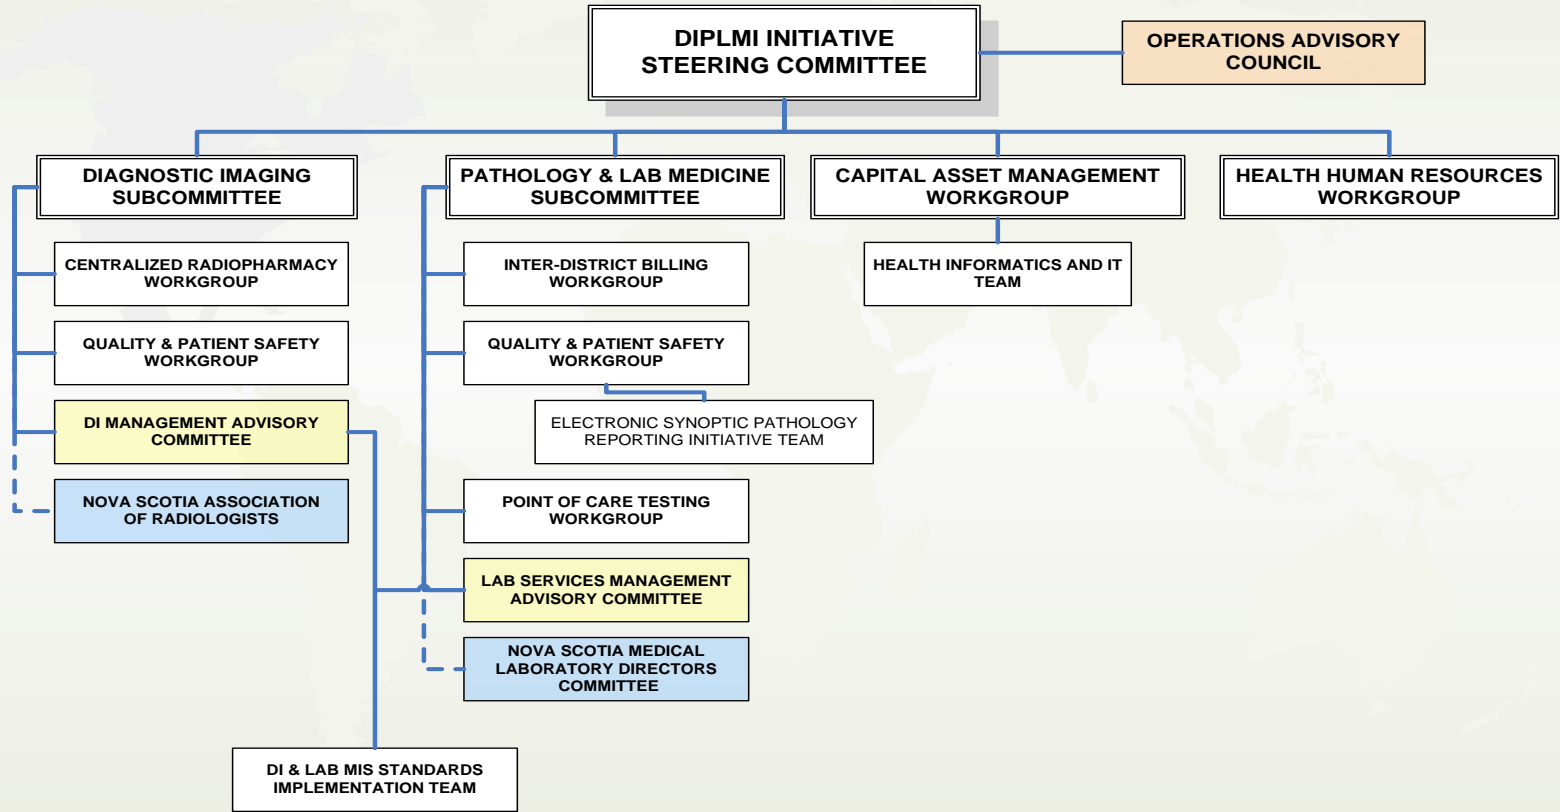 DIPLMI INITIATIVE
STEERING COMMITTEE
OPERATIONS ADVISORY
COUNCIL
DIAGNOSTIC IMAGING
SUBCOMMITTEE
CENTRALIZED RADIOPHARMACY
WORKGROUP
QUALITY & PATIENT SAFETY
WORKGROUP
DI MANAGEMENT ADVISORY
COMMITTEE
NOVA SCOTIA ASSOCIATION
OF RADIOLOGISTS
PATHOLOGY & LAB MEDICINE
SUBCOMMITTEE
INTER-DISTRICT BILLING
WORKGROUP
QUALITY & PATIENT SAFETY
WORKGROUP
ELECTRONIC SYNOPTIC PATHOLOGY
REPORTING INITIATIVE TEAM
POINT OF CARE TESTING
WORKGROUP
LAB SERVICES MANAGEMENT
ADVISORY COMMITTEE
NOVA SCOTIA MEDICAL
LABORATORY DIRECTORS
COMMITTEE
DI & LAB MIS STANDARDS
IMPLEMENTATION TEAM
CAPITAL ASSET MANAGEMENT
WORKGROUP
HEALTH INFORMATICS AND IT
TEAM
HEALTH HUMAN RESOURCES
WORKGROUP